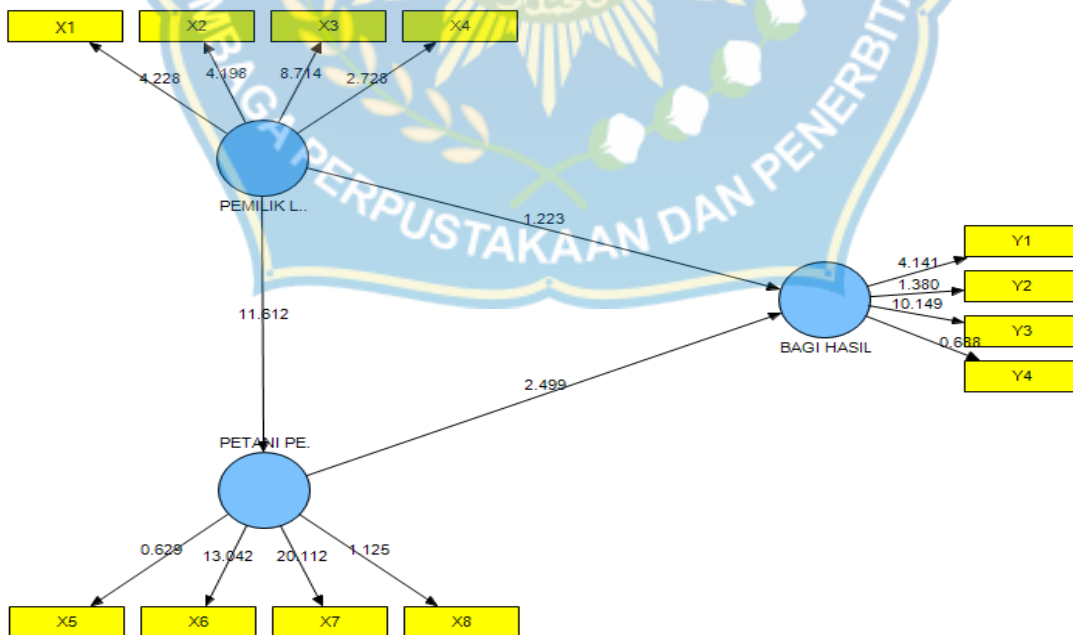 X1
X2
X3
X4
4.228
4.198
8.714
2.728
PEMILIK L..
1.223
11.612
BAGI HASIL
4.141
1.380
10.149
Y1
Y2
Y3
Y4
2.499
PETANI PE.
0.629
13.042
20.112
1.125
X5
X6
X7
X8
MBAGA PERPUSTAKAAN DAN PENERBIT